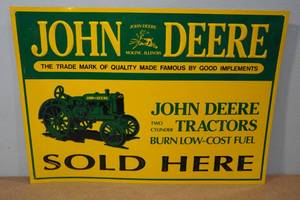 JOHN DEERE
JOHN DEERE
MOLINE, ILLINOIS
THE TRADE MARK OF QUALITY MADE FAMOUS BY GOOD IMPLEMENTS
JOHN DEERE
TWO CYLINDER TRACTORS
BURN LOW-COST FUEL
SOLD HERE